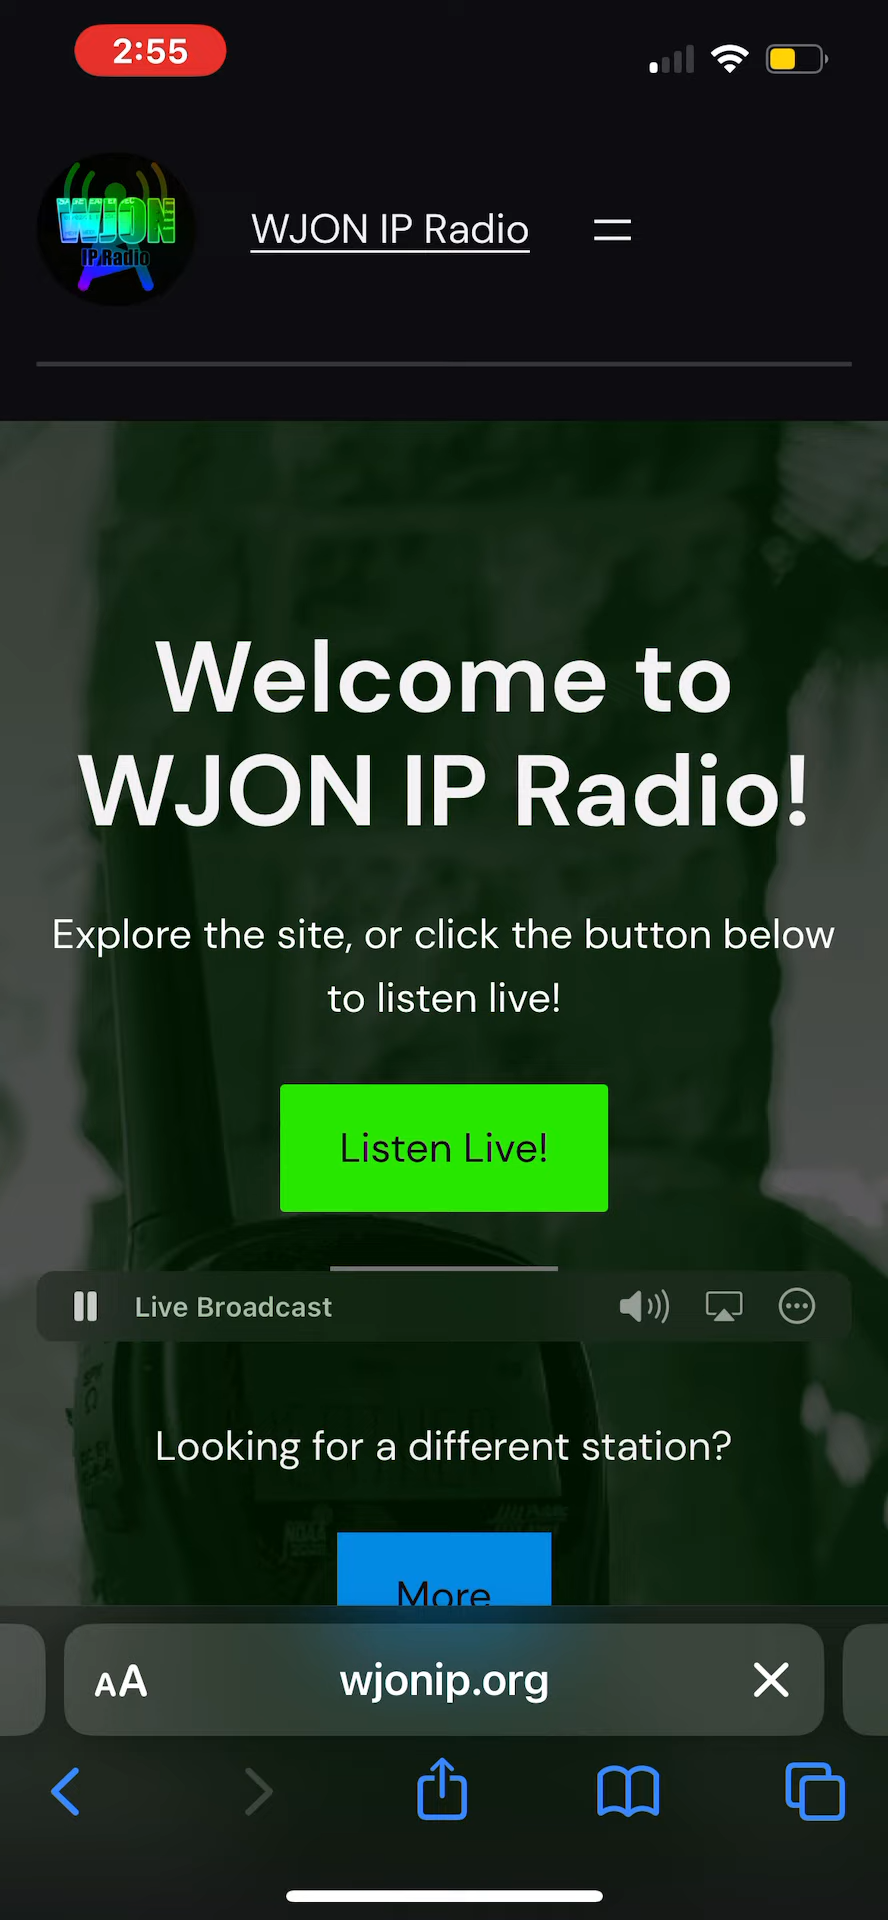 2:55
WJON
IP Radio
WJON IP Radio
Welcome to
WJON IP Radio!
Explore the site, or click the button below
to listen live!
Listen Live!
Live Broadcast
Looking for a different station?
More
AA
wjonip.org